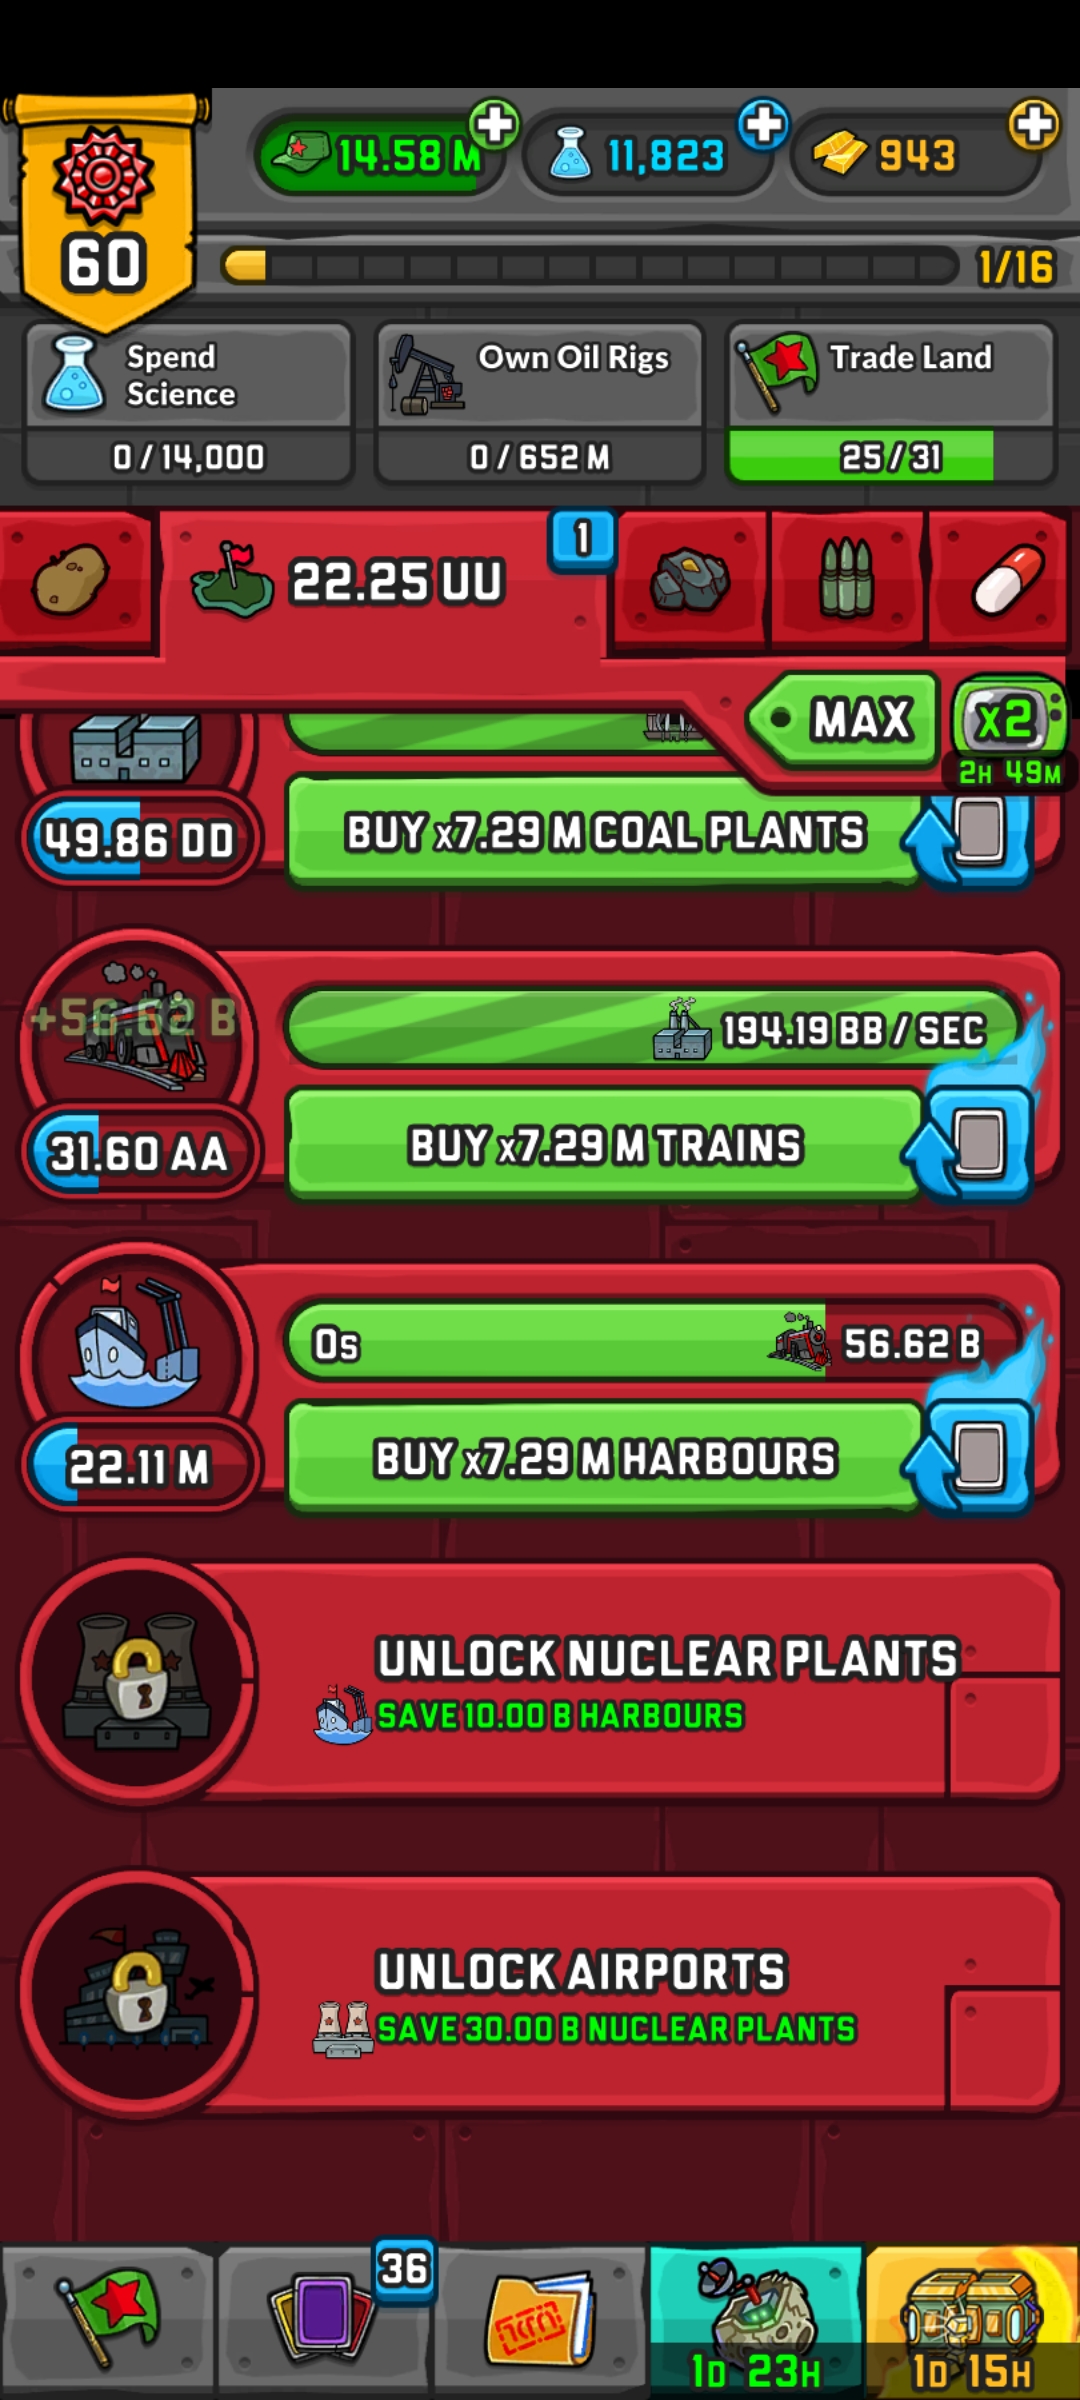 60
14.58 M
11,823
943
1/16
Spend
Science
0/14,000
Own Oil Rigs
0/652 M
Trade Land
25/31
22.25 UU
1
MAX
x2
2H 49M
49.86 DD
BUY x7.29 M COAL PLANTS
+56.62 B
194.19 BB / SEC
31.60 AA
BUY x7.29 M TRAINS
0s
56.62 B
22.11 M
BUY x7.29 M HARBOURS
UNLOCK NUCLEAR PLANTS
SAVE 10.00 B HARBOURS
UNLOCK AIRPORTS
SAVE 30.00 B NUCLEAR PLANTS
36
1D 23H
1D 15H